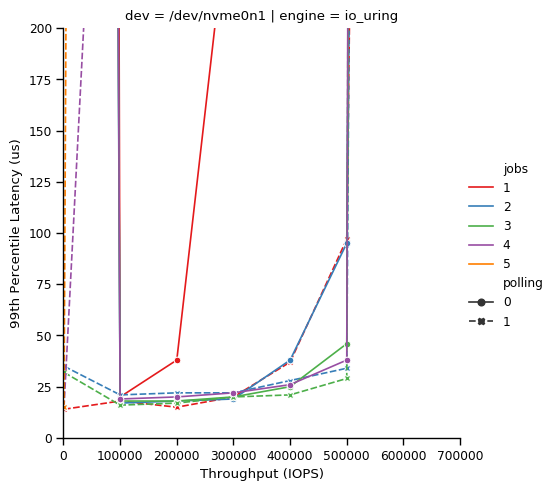 dev = /dev/nvme0n1 | engine = io_uring
200
175
150
125
100
75
50
25
0
99th Percentile Latency (us)
0 100000 200000 300000 400000 500000 600000 700000
Throughput (IOPS)
jobs
1
2
3
4
5
polling
0
1